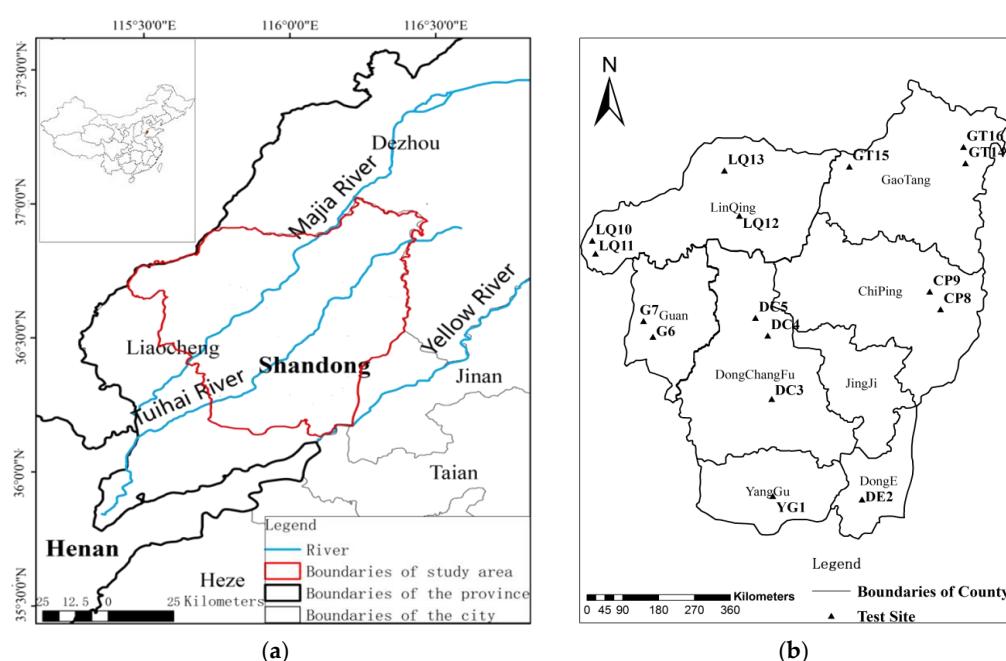 115°30'0"E
116°0'0"E
116°30'0"E
37°30'0"N
37°0'0"N
36°30'0"N
36°0'0"N
35°30'0"N
Dezhou
Majia River
Yellow River
Liaocheng
Shandong
Tuihai River
Jinan
Taian
Henan
Heze
Legend
River
Boundaries of study area
Boundaries of the province
Boundaries of the city
25 12.5 0 25
Kilometers
(a)
N
GT16
GT14
GT15
GaoTang
LQ13
LinQing
LQ12
LQ10
LQ11
CP9
ChiPing
CP8
G7
Guan
G6
DC5
DC4
DongChangFu
JingJi
DC3
YangGu
YG1
DongE
DE2
Legend
Boundaries of County
Test Site
Kilometers
0 45 90 180 270 360
(b)